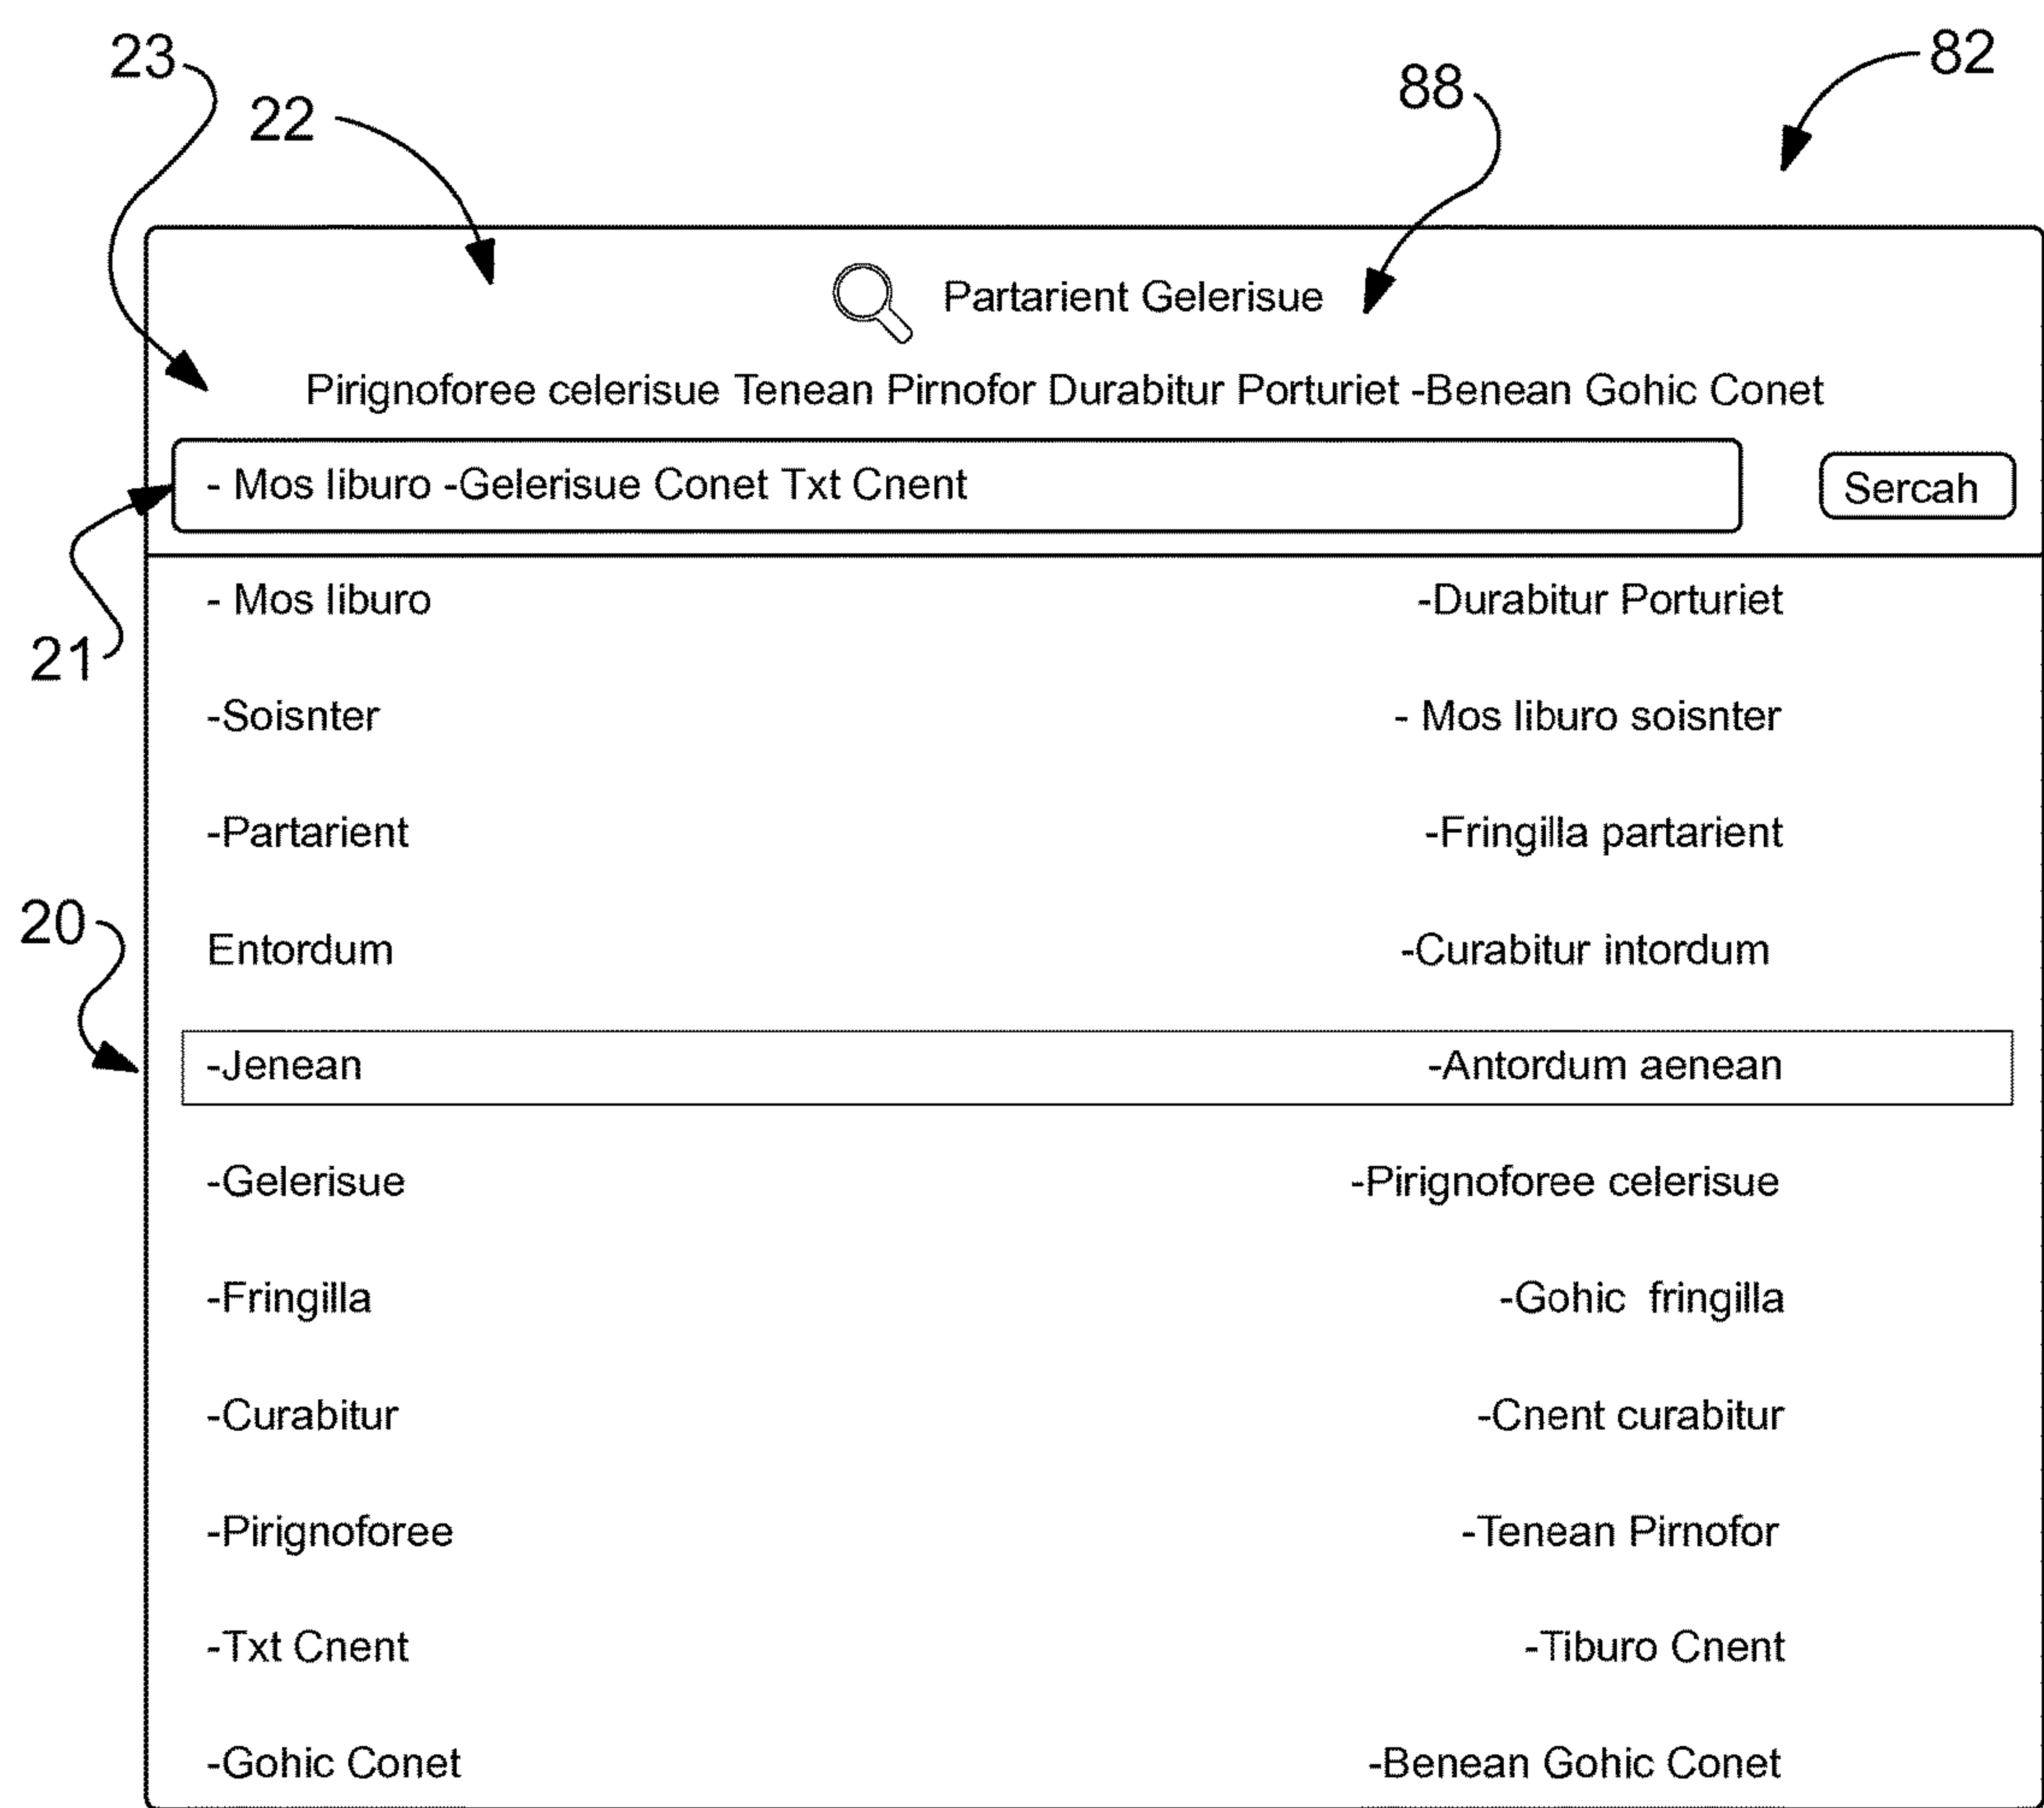 23
22
88
82
Partarient Gelerisue
Pirignoforee celerisue Tenean Pirnofor Durabitur Porturiet -Benean Gohic Conet
- Mos liburo -Gelerisue Conet Txt Cnent
Sercah
21
- Mos liburo -Durabitur Porturiet
-Soisnter - Mos liburo soisnter
-Partarient -Fringilla partarient
20
Entordum -Curabitur intordum
-Jenean -Antordum aenean
-Gelerisue -Pirignoforee celerisue
-Fringilla -Gohic fringilla
-Curabitur -Cnent curabitur
-Pirignoforee -Tenean Pirnofor
-Txt Cnent -Tiburo Cnent
-Gohic Conet -Benean Gohic Conet